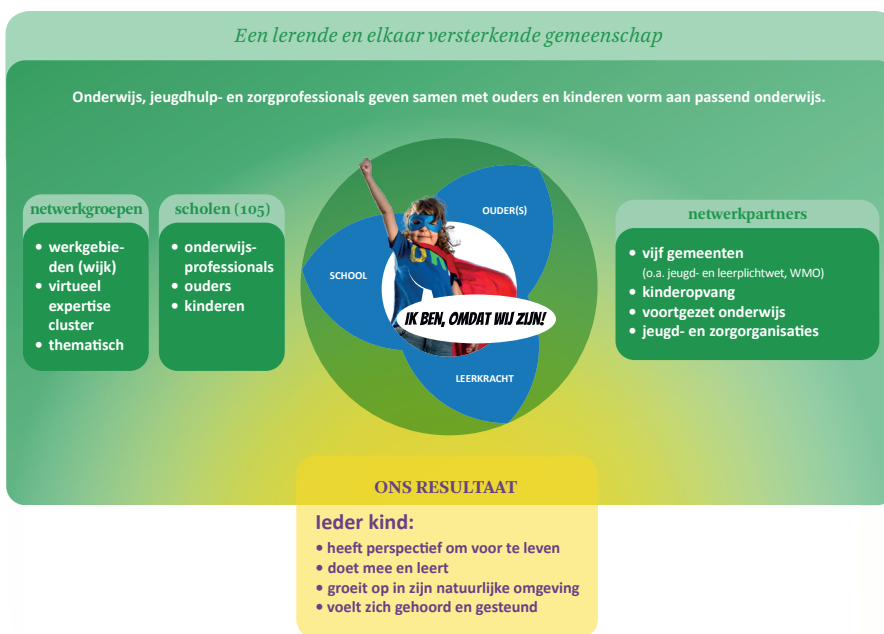 Een lerende en elkaar versterkende gemeenschap
Onderwijs, jeugdhulp- en zorgprofessionals geven samen met ouders en kinderen vorm aan passend onderwijs.
netwerkgroepen
• werkgebie-
den (wijk)
• virtueel
expertise
cluster
• thematisch
scholen (105)
• onderwijs-
professionals
• ouders
• kinderen
OUDER(S)
SCHOOL
IK BEN, OMDAT WIJ ZIJN!
LEERKRACHT
netwerkpartners
• vijf gemeenten
(o.a. jeugd- en leerplichtwet, WMO)
• kinderopvang
• voortgezet onderwijs
• jeugd- en zorgorganisaties
ONS RESULTAAT
Ieder kind:
• heeft perspectief om voor te leven
• doet mee en leert
• groeit op in zijn natuurlijke omgeving
• voelt zich gehoord en gesteund